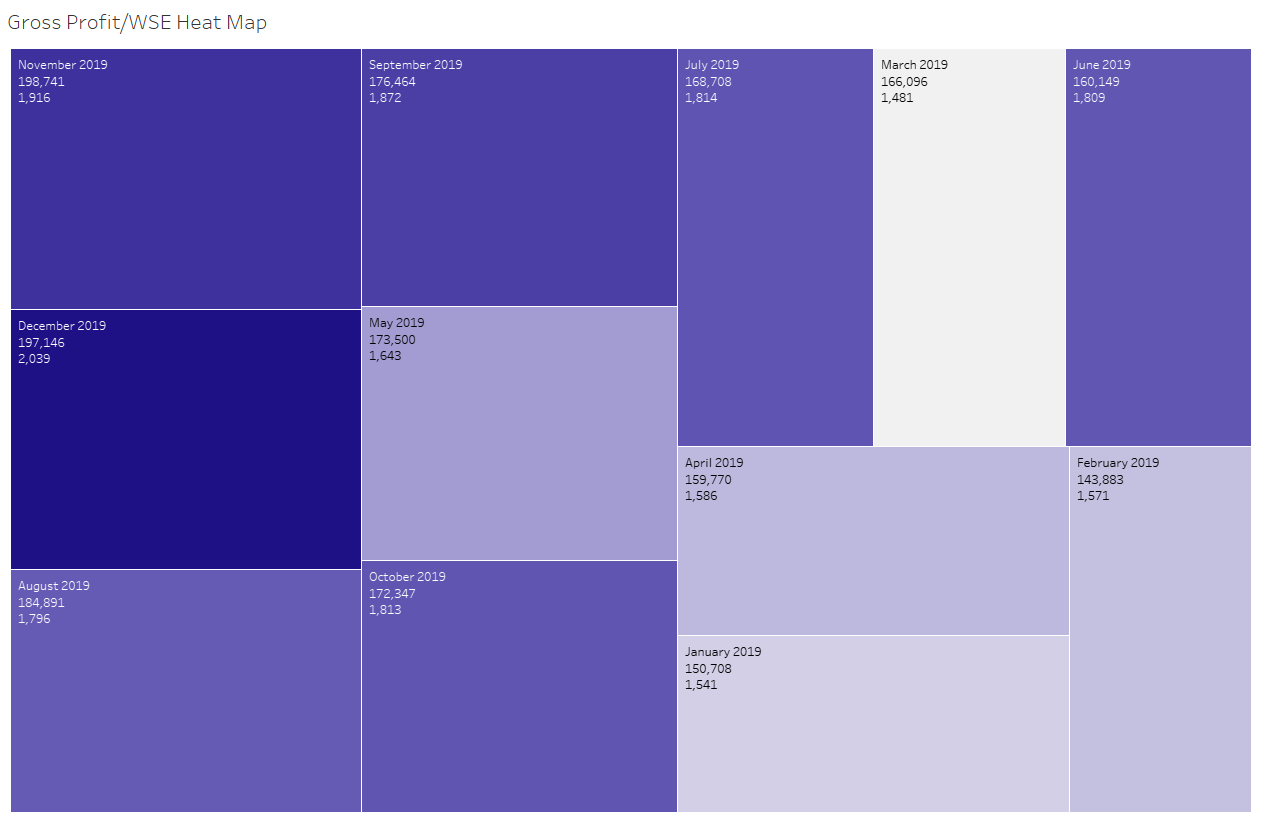 Gross Profit/WSE Heat Map
November 2019
198,741
1,916
December 2019
197,146
2,039
August 2019
184,891
1,796
September 2019
176,464
1,872
May 2019
173,500
1,643
October 2019
172,347
1,813
July 2019
168,708
1,814
March 2019
166,096
1,481
June 2019
160,149
1,809
April 2019
159,770
1,586
January 2019
150,708
1,541
February 2019
143,883
1,571